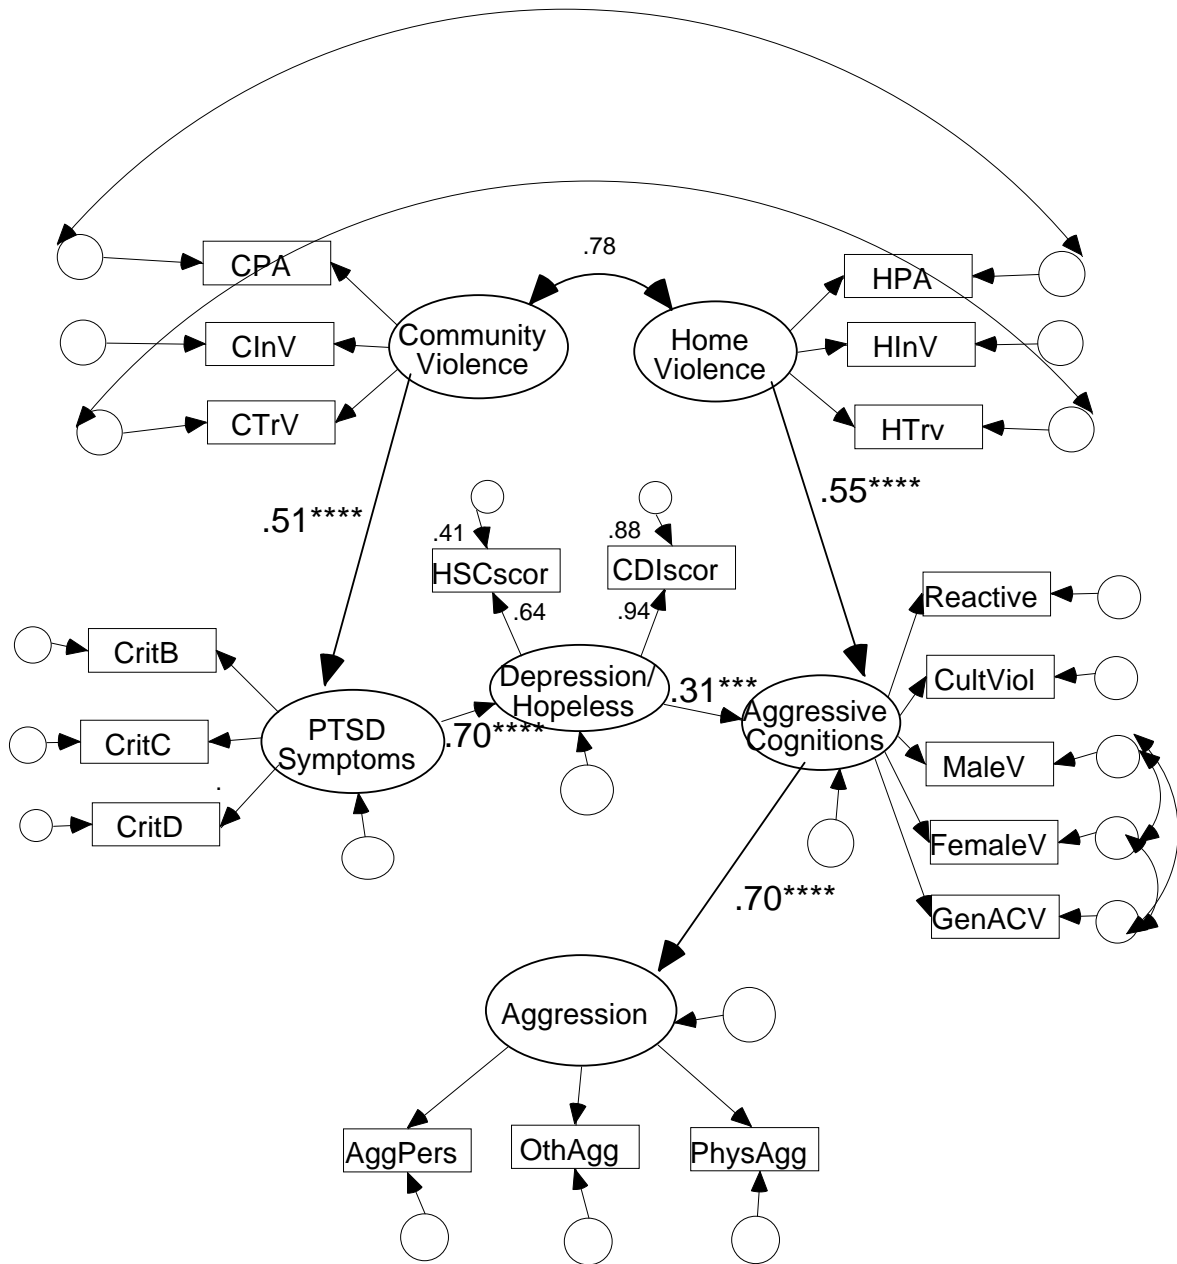 .78
CPA
HPA
CInV
Community
Violence
Home
Violence
HInV
CTrV
HTrv
.51****
.55****
.41
HSCscor
.88
CDIscor
.64
.94
Reactive
CritB
CultViol
Depression/
Hopeless
.31***
Aggressive
Cognitions
PTSD
Symptoms
.70****
CritC
MaleV
.
CritD
FemaleV
.70****
GenACV
Aggression
AggPers
OthAgg
PhysAgg